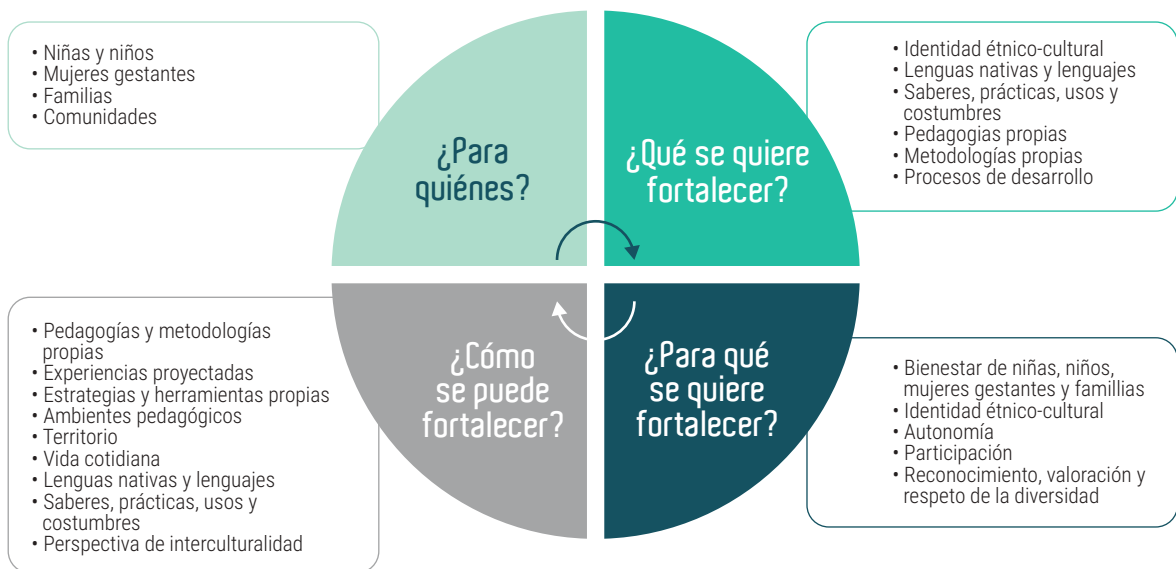 • Niñas y niños
• Mujeres gestantes
• Familias
• Comunidades
¿Para
quiénes?
¿Qué se quiere
fortalecer?
• Identidad étnico-cultural
• Lenguas nativas y lenguajes
• Saberes, prácticas, usos y
costumbres
• Pedagogias propias
• Metodologías propias
• Procesos de desarrollo
• Pedagogías y metodologías
propias
• Experiencias proyectadas
• Estrategias y herramientas propias
• Ambientes pedagógicos
• Territorio
• Vida cotidiana
• Lenguas nativas y lenguajes
• Saberes, prácticas, usos y
costumbres
• Perspectiva de interculturalidad
¿Cómo
se puede
fortalecer?
¿Para qué
se quiere
fortalecer?
• Bienestar de niñas, niños,
mujeres gestantes y famillias
• Identidad étnico-cultural
• Autonomía
• Participación
• Reconocimiento, valoración y
respeto de la diversidad